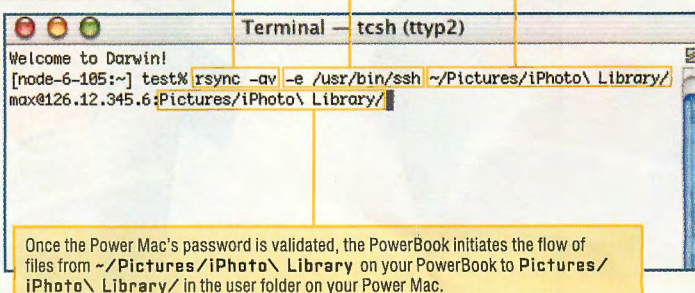 Terminal — tcsh (ttyp2)
Welcome to Darwin!
[node-6-105:~] test% rsync -av -e /usr/bin/ssh ~/Pictures/iPhoto\ Library/
max@126.12.345.6:Pictures/iPhoto\ Library/
Once the Power Mac's password is validated, the PowerBook initiates the flow of
files from ~/Pictures/iPhoto\ Library on your PowerBook to Pictures/
iPhoto\ Library/ in the user folder on your Power Mac.